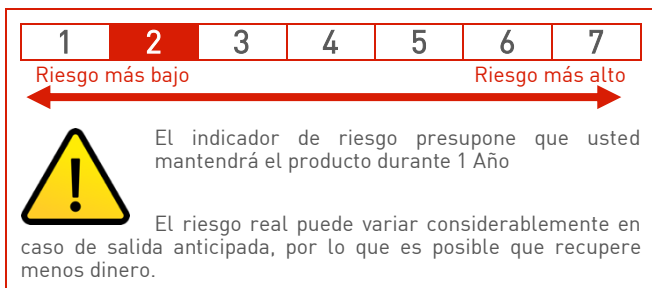 1 2 3 4 5 6 7
Riesgo más bajo Riesgo más alto
El indicador de riesgo presupone que usted
mantendrá el producto durante 1 Año
El riesgo real puede variar considerablemente en
caso de salida anticipada, por lo que es posible que recupere
menos dinero.